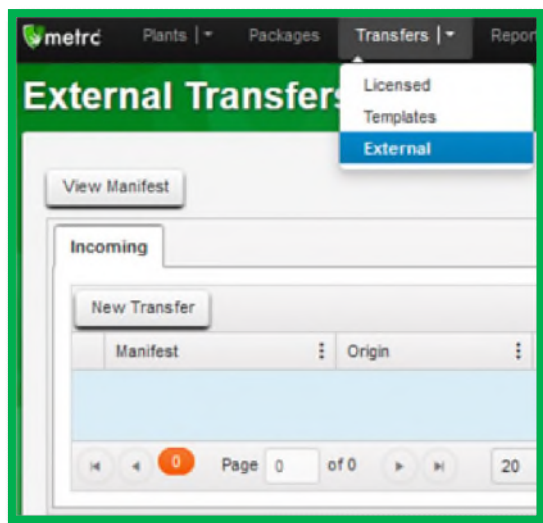 metrc Plants | Packages Transfers | Repor
External Transfers
Licensed
Templates
External
View Manifest
Incoming
New Transfer
Manifest Origin
0 Page 0 of 0 20